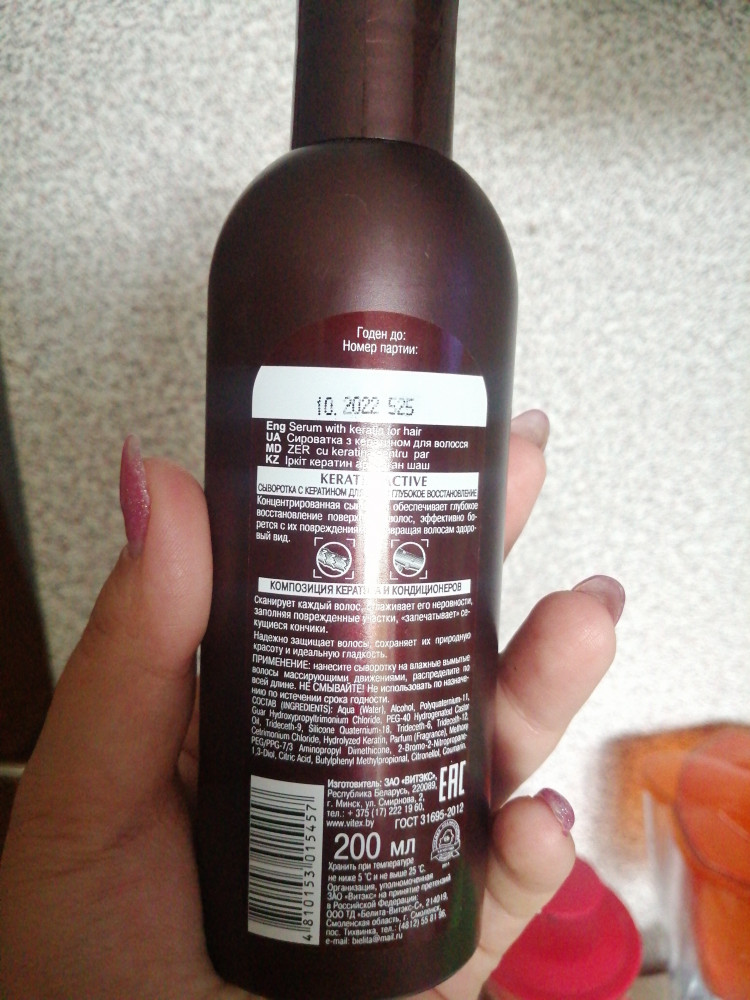 Годен до:
Номер партии:
10. 2022 525
Eng Serum with keratin for hair
UA Сироватка з кератином для волосся
MD ZER cu keratină pentru par
KZ Іркіт кератин шаш
KERATIN ACTIVE
СЫВОРОТКА С КЕРАТИНОМ ДЛЯ ГЛУБОКОЕ ВОССТАНОВЛЕНИЕ
Концентрированная обеспечивает глубокое
восстановление поверхности волос, эффективно бо-
рется с их повреждениями, возвращая волосам здоро-
вый вид.
КОМПОЗИЦИЯ КЕРАТИНА И КОНДИЦИОНЕРОВ
Сканирует каждый волос, сглаживает его неровности,
заполняя поврежденные участки, «запечатывает» се-
кущиеся кончики.
Надежно защищает волосы, сохраняет их природную
красоту и идеальную гладкость.
ПРИМЕНЕНИЕ: нанесите сыворотку на влажные вымытые
волосы массирующими движениями, распределите по
всей длине. НЕ СМЫВАЙТЕ! Не использовать по назначе-
нию по истечении срока годности.
СОСТАВ (INGREDIENTS): Aqua (Water), Alcohol, Polyquaternium-11,
Guar Hydroxypropyltrimonium Chloride, PEG-40 Hydrogenated Castor
Oil, Trideceth-9, Silicone Quaternium-18, Trideceth-6, Trideceth-12,
Cetrimonium Chloride, Hydrolyzed Keratin, Parfum (Fragrance), Methoxy
PEG/PPG-7/3 Aminopropyl Dimethicone, 2-Bromo-2-Nitropropane-
1,3-Diol, Citric Acid, Butylphenyl Methylpropional, Citronellol, Coumarin.
Изготовитель: ЗАО «ВИТЭКС»,
Республика Беларусь, 220089,
г. Минск, ул. Смирнова, 2,
тел.: + 375 (17) 222 19 60,
www.vitex.by
EAC
ГОСТ 31695-2012
200 мл
Хранить при температуре
не ниже 5 °C и не выше 25 °C.
Организация, уполномоченная
ЗАО «Витэкс» на принятие претензий
в Российской Федерации:
ООО ТД «Белита-Витэкс-С», 214019,
Смоленская область, г. Смоленск,
пос. Тихвинка, тел.: (4812) 55 81 96,
e-mail: bielita@mail.ru
4 810153 015457